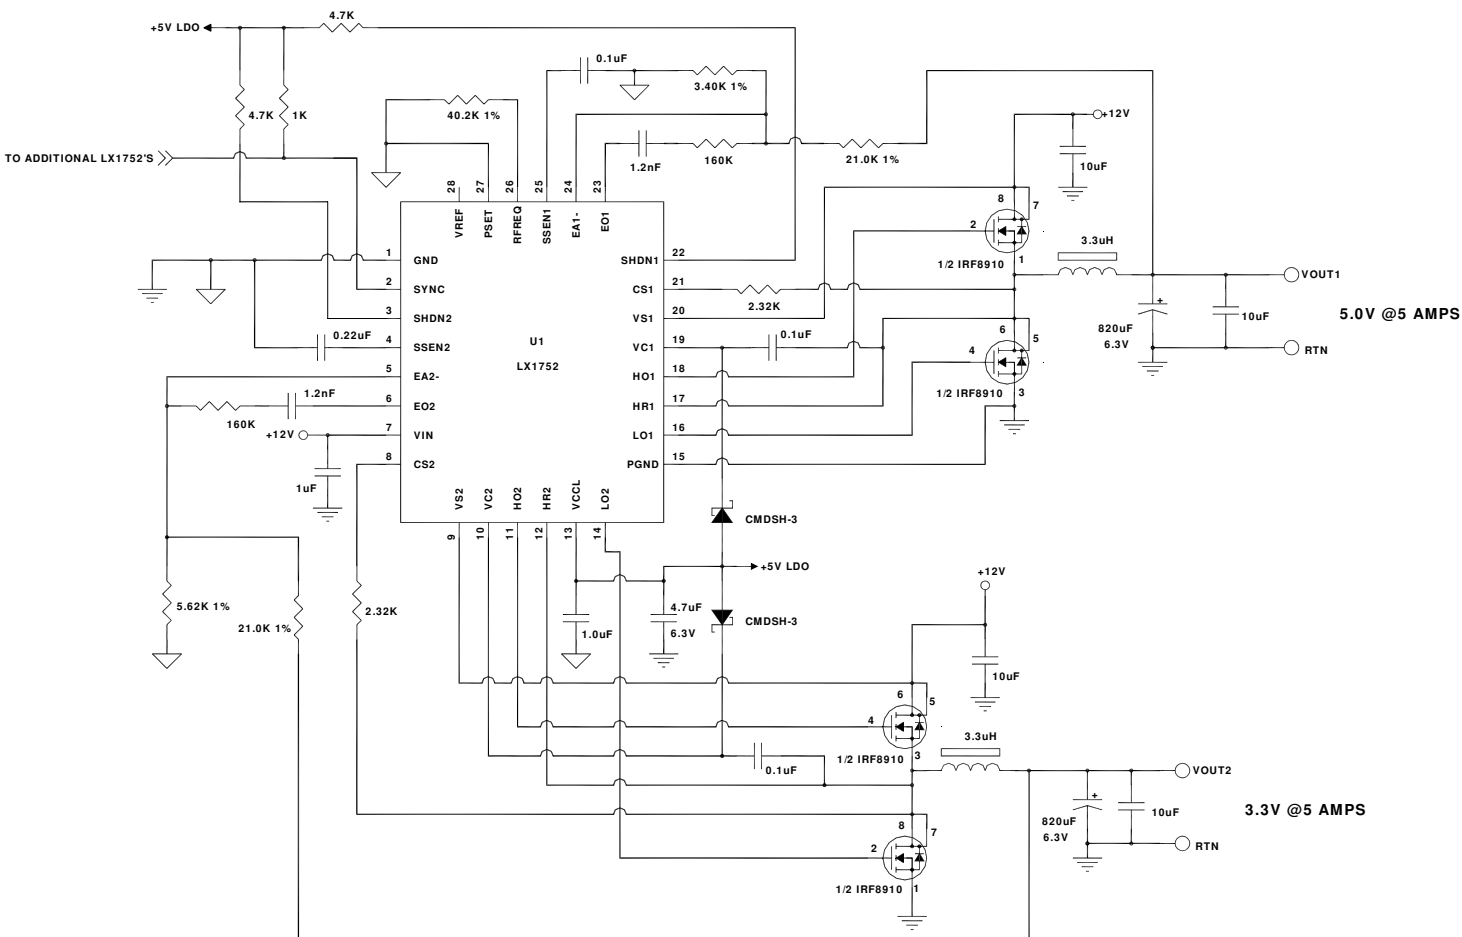 4.7K
+5V LDO
0.1uF
3.40K 1%
4.7K
1K
40.2K 1%
+12V
TO ADDITIONAL LX1752'S
1.2nF
160K
21.0K 1%
10uF
28
27
26
25
24
23
VREF
PSET
RFREQ
SSEN1
EA1-
EO1
8
7
2
1/2 IRF8910
1
3.3uH
1
GND
SHDN1
22
2
SYNC
CS1
21
2.32K
VOUT1
3
SHDN2
VS1
20
0.22uF
4
SSEN2
U1
LX1752
VC1
19
0.1uF
6
5
4
820uF
6.3V
10uF
5.0V @5 AMPS
RTN
5
EA2-
HO1
18
1/2 IRF8910
3
1.2nF
6
EO2
HR1
17
160K
+12V
7
VIN
LO1
16
8
CS2
PGND
15
1uF
VS2
VC2
HO2
HR2
VCCL
LO2
9
10
11
12
13
14
CMDSH-3
+5V LDO
+12V
5.62K 1%
21.0K 1%
2.32K
1.0uF
4.7uF
6.3V
CMDSH-3
10uF
6
5
4
1/2 IRF8910
3
3.3uH
0.1uF
VOUT2
8
7
820uF
6.3V
10uF
3.3V @5 AMPS
RTN
2
1/2 IRF8910
1